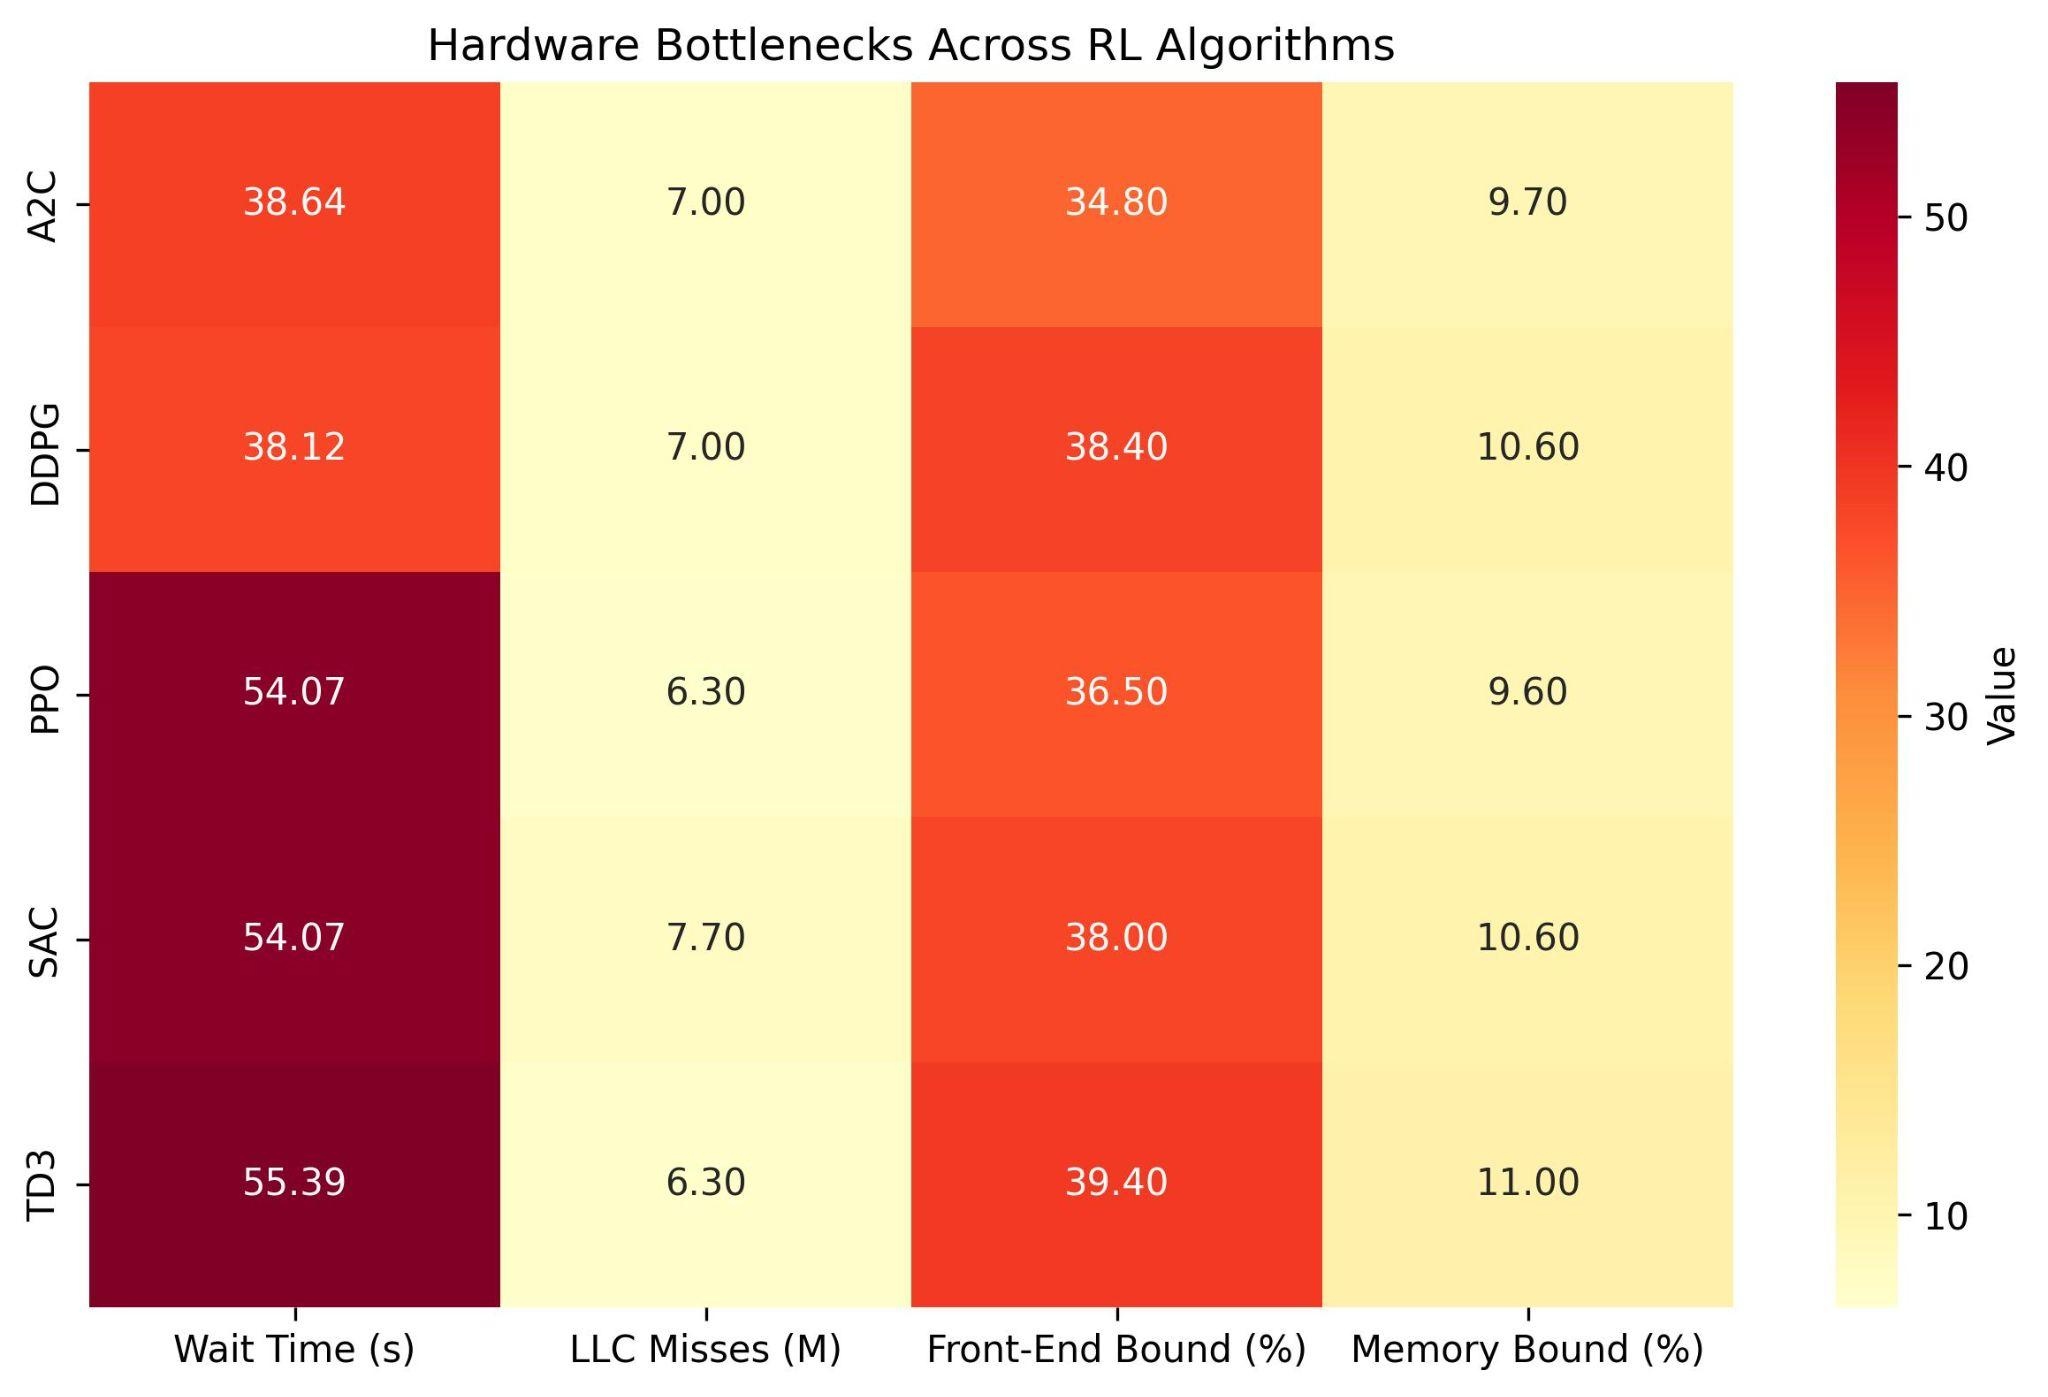 Hardware Bottlenecks Across RL Algorithms
A2C 38.64 7.00 34.80 9.70
DDPG 38.12 7.00 38.40 10.60
PPO 54.07 6.30 36.50 9.60
SAC 54.07 7.70 38.00 10.60
TD3 55.39 6.30 39.40 11.00
Wait Time (s) LLC Misses (M) Front-End Bound (%) Memory Bound (%)
50
40
30
20
10
Value